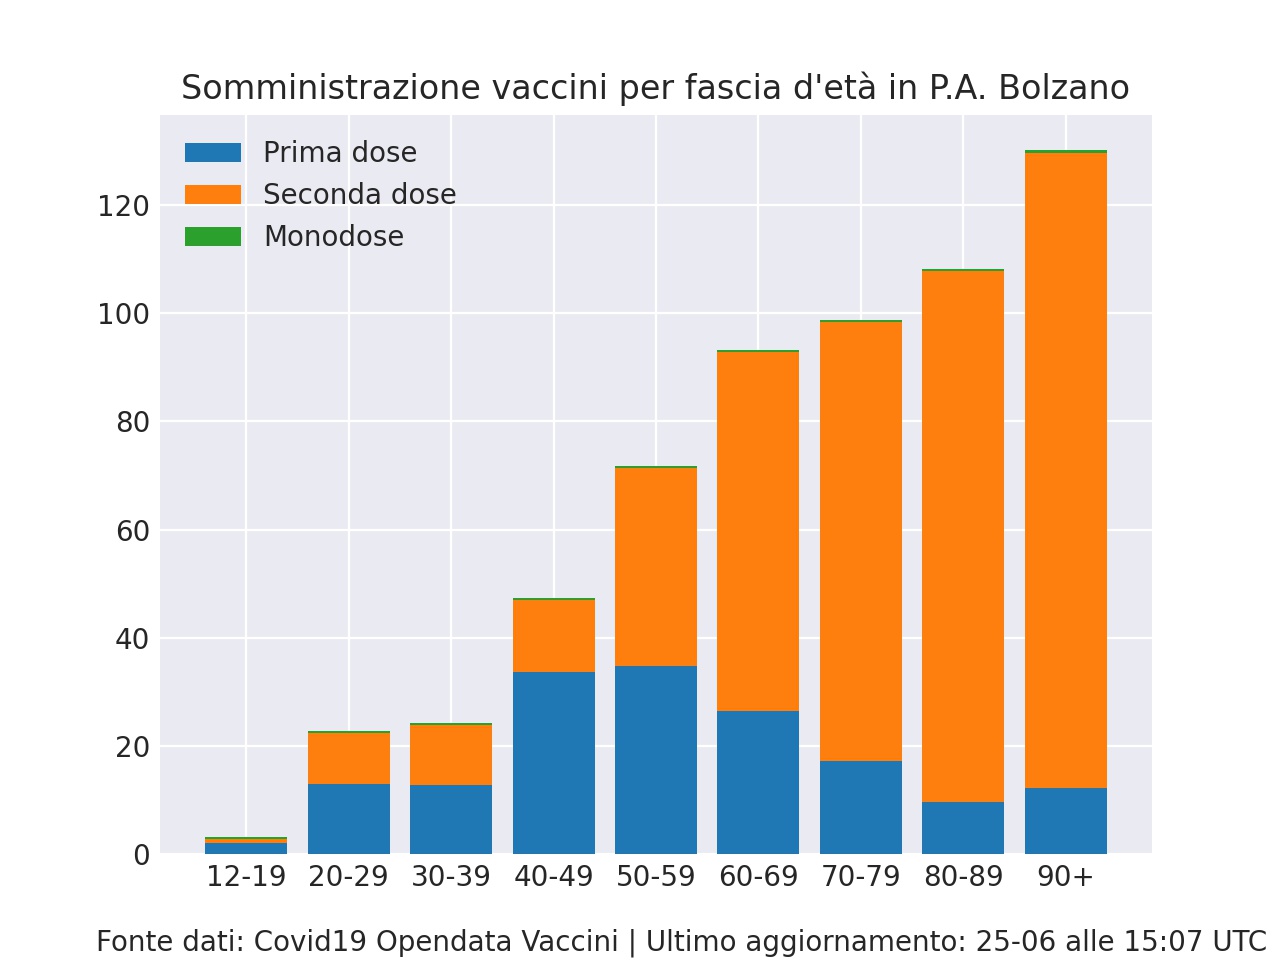 Somministrazione vaccini per fascia d'età in P.A. Bolzano
Prima dose
Seconda dose
Monodose
120
100
80
60
40
20
0
12-19 20-29 30-39 40-49 50-59 60-69 70-79 80-89 90+
Fonte dati: Covid19 Opendata Vaccini | Ultimo aggiornamento: 25-06 alle 15:07 UTC